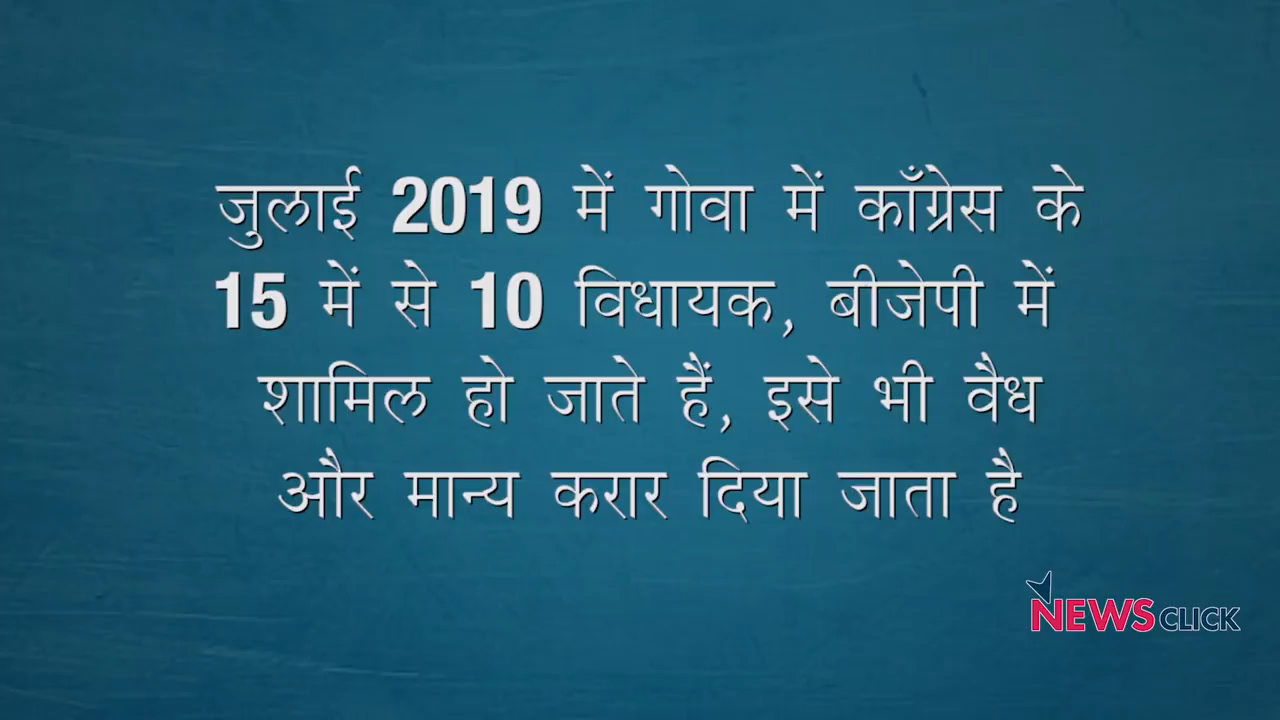 जुलाई 2019 में गोवा में काँग्रेस के
15 में से 10 विधायक, बीजेपी में
शामिल हो जाते हैं, इसे भी वैध
और मान्य करार दिया जाता है
NEWSCLICK